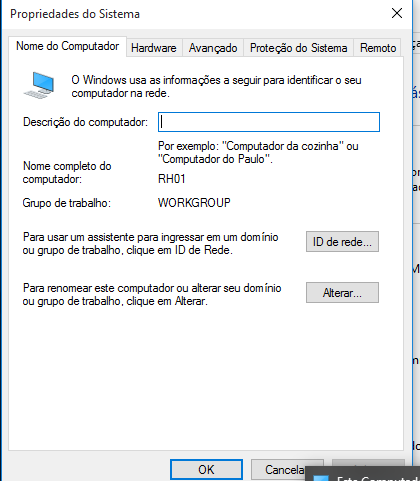 Propriedades do Sistema
Nome do Computador Hardware Avançado Proteção do Sistema Remoto
O Windows usa as informações a seguir para identificar o seu
computador na rede.
Descrição do computador:
Por exemplo: "Computador da cozinha" ou
"Computador do Paulo".
Nome completo do
computador:
RH01
Grupo de trabalho: WORKGROUP
Para usar um assistente para ingressar em um domínio
ou grupo de trabalho, clique em ID de Rede.
ID de rede...
Para renomear este computador ou alterar seu domínio
ou grupo de trabalho, clique em Alterar.
Alterar...
OK Cancela